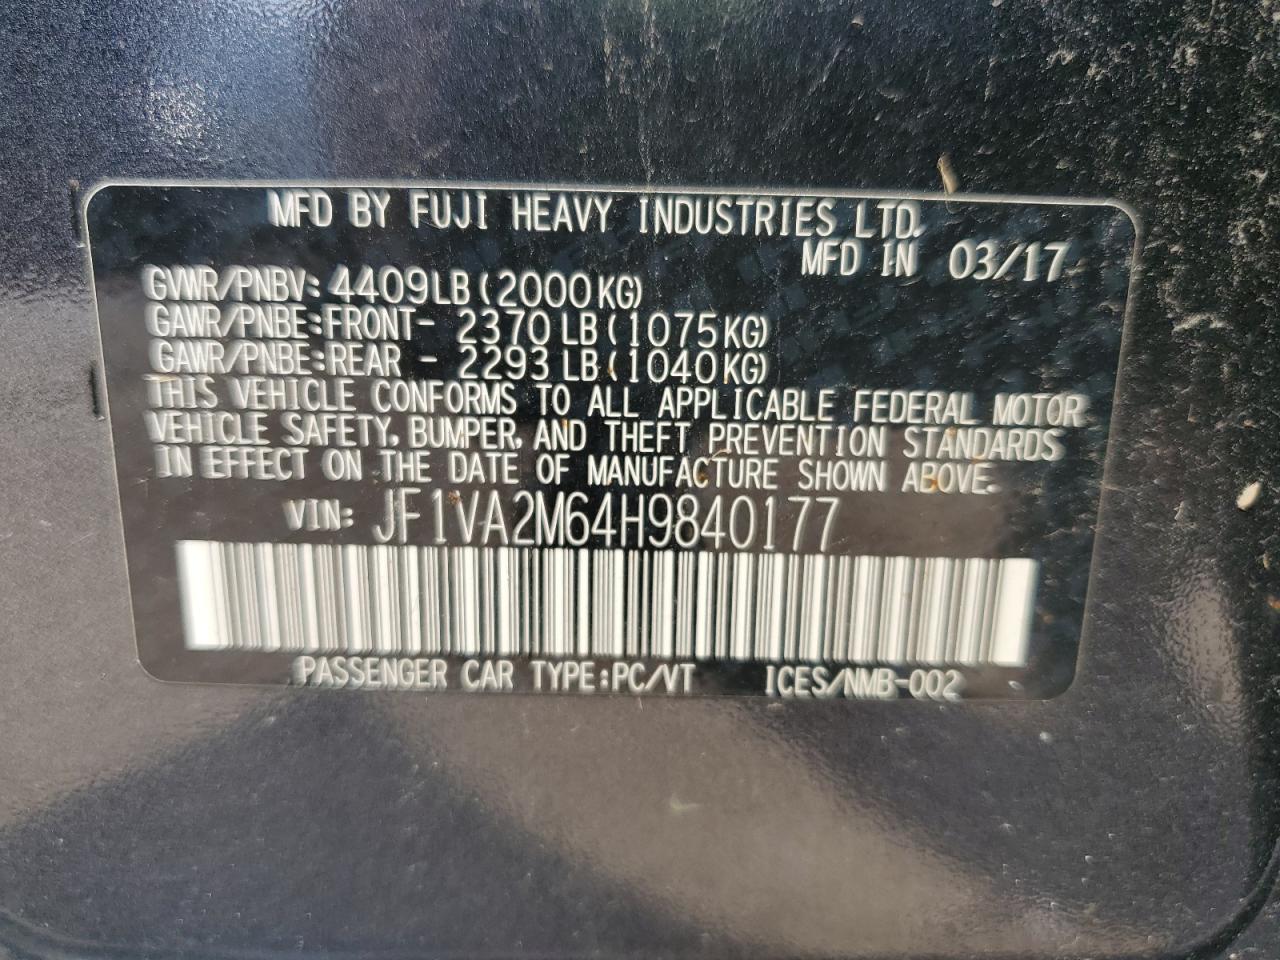 MFD BY FUJI HEAVY INDUSTRIES LTD.
MFD IN 03/17
GVWR/PNBV: 4409LB (2000KG)
GAWR/PNBE:FRONT- 2370 LB (1075KG)
GAWR/PNBE:REAR - 2293 LB (1040KG)
THIS VEHICLE CONFORMS TO ALL APPLICABLE FEDERAL MOTOR
VEHICLE SAFETY, BUMPER, AND THEFT PREVENTION STANDARDS
IN EFFECT ON THE DATE OF MANUFACTURE SHOWN ABOVE.
VIN: JF1VA2M64H9840177
PASSENGER CAR TYPE:PC/VT ICES/NMB-002